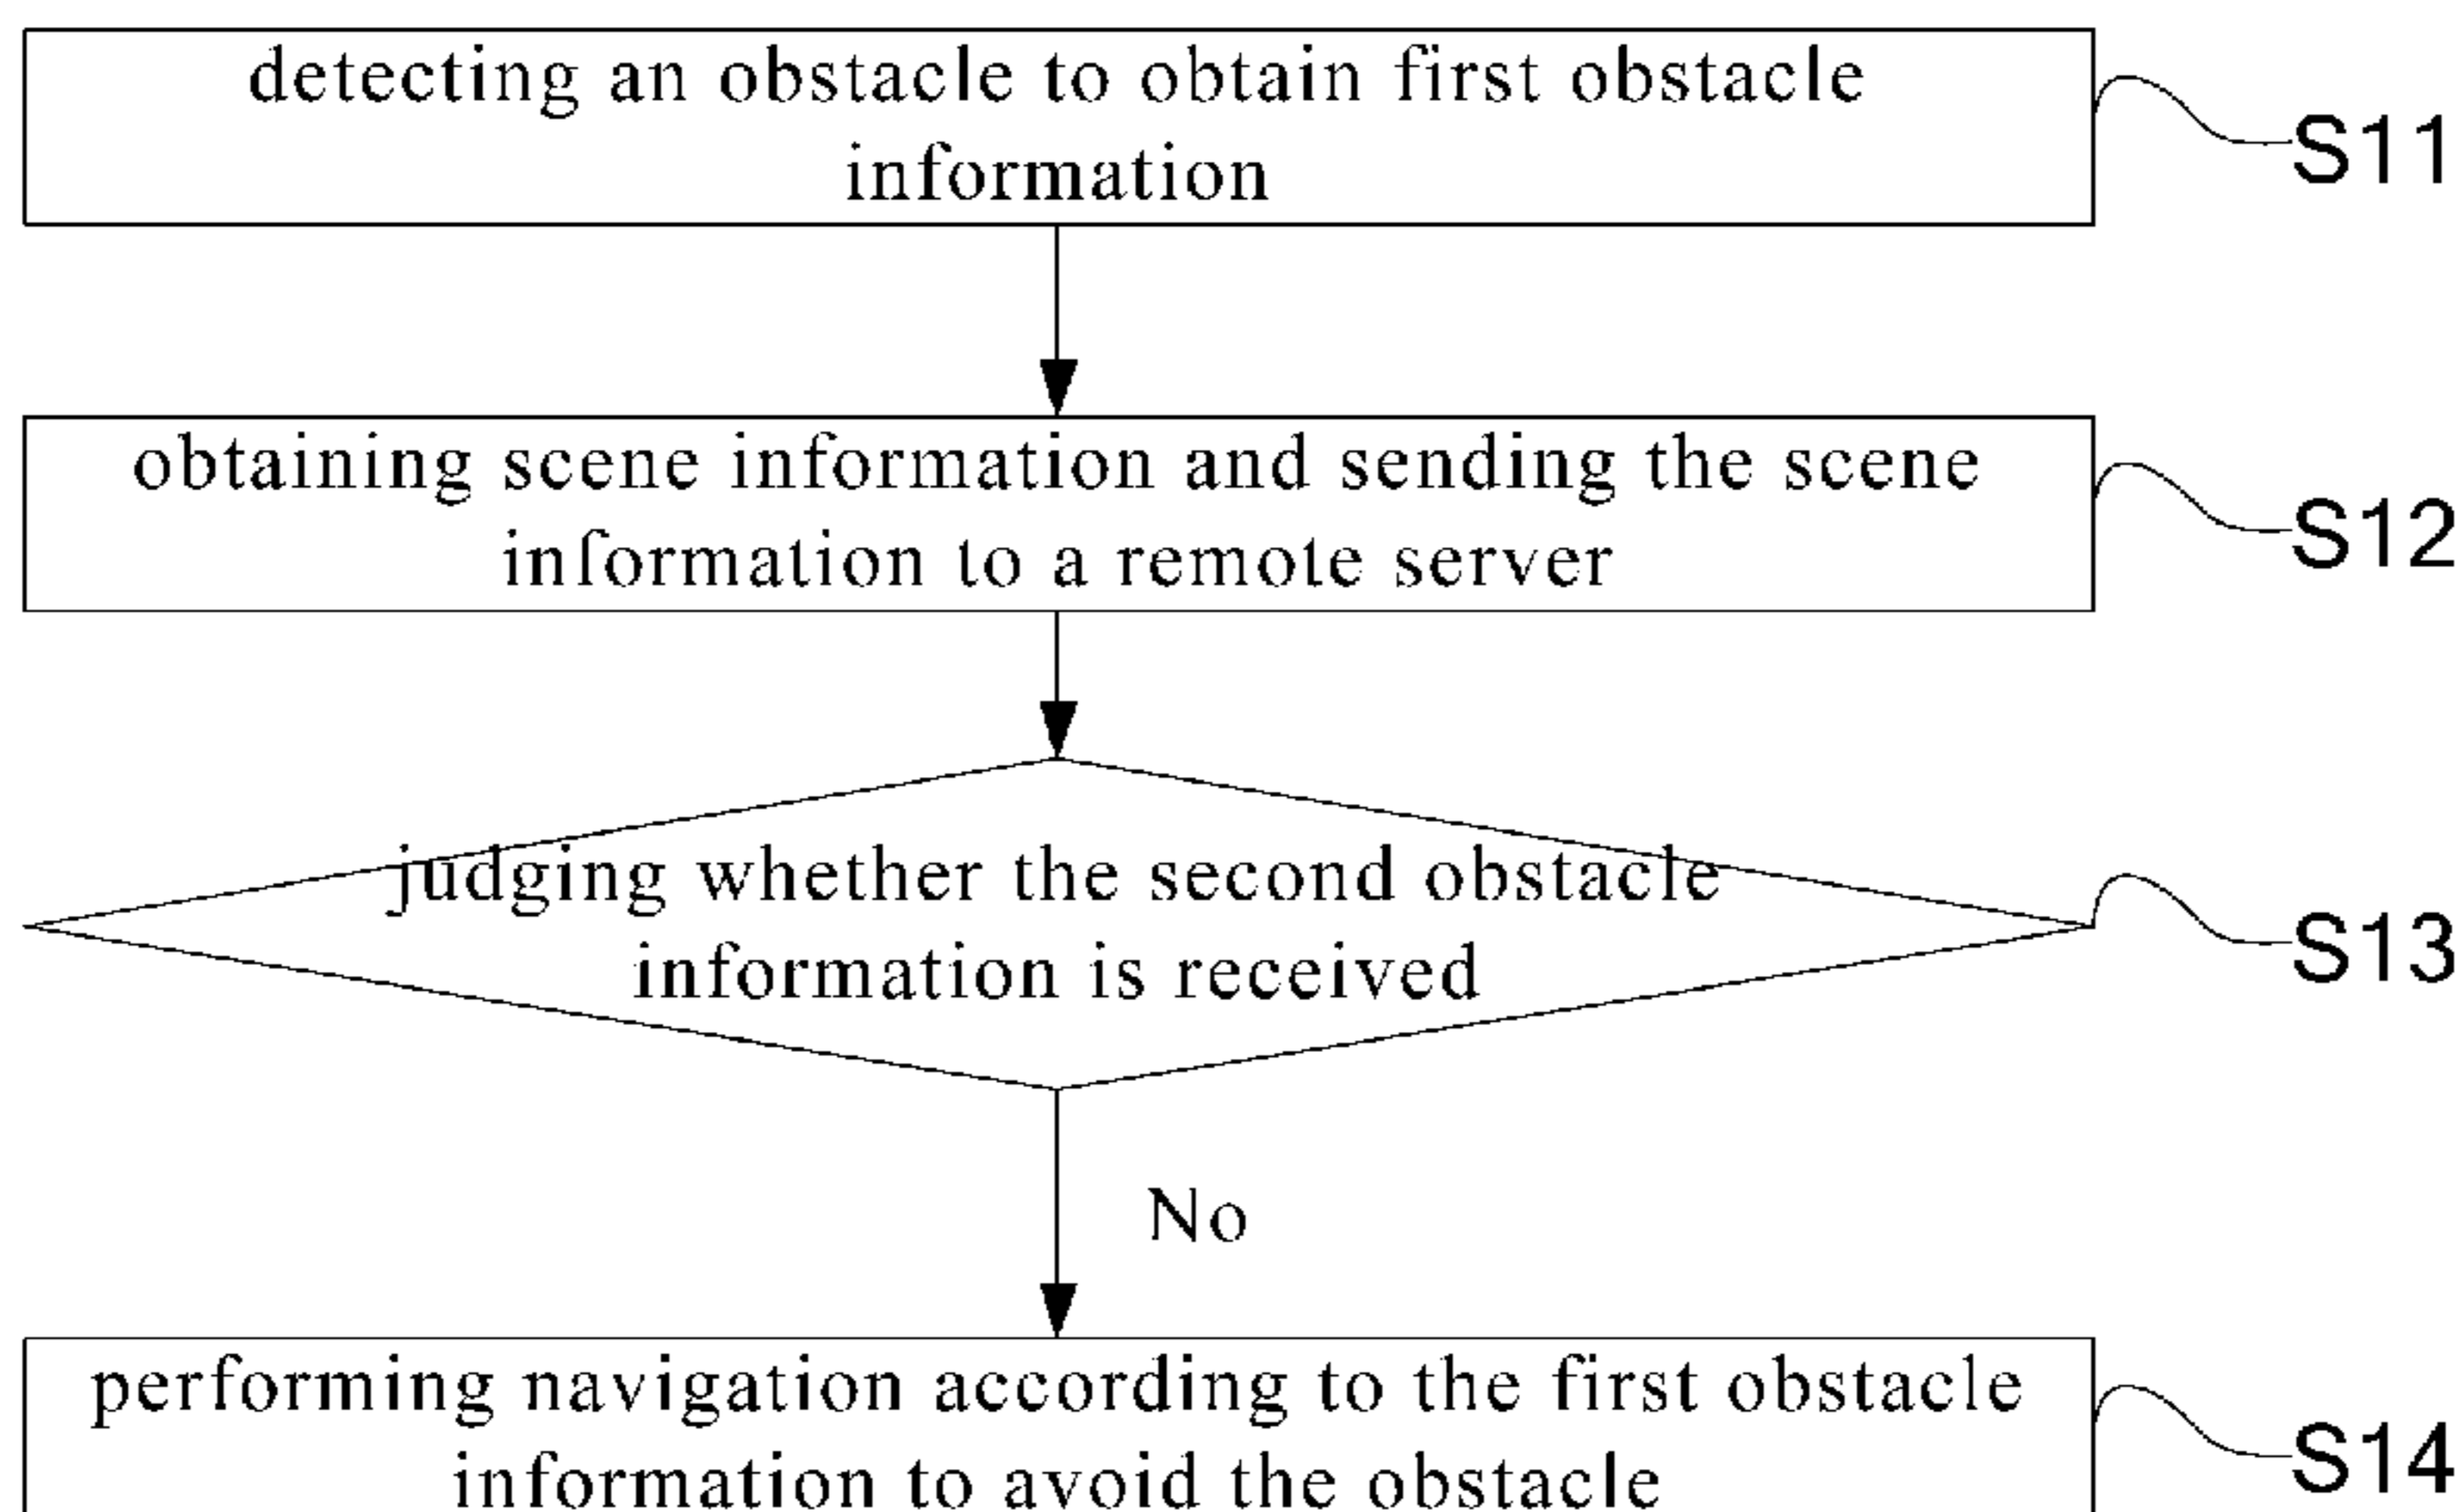 detecting an obstacle to obtain first obstacle
information
S11
obtaining scene information and sending the scene
information to a remote server
S12
judging whether the second obstacle
information is received
S13
No
performing navigation according to the first obstacle
information to avoid the obstacle
S14